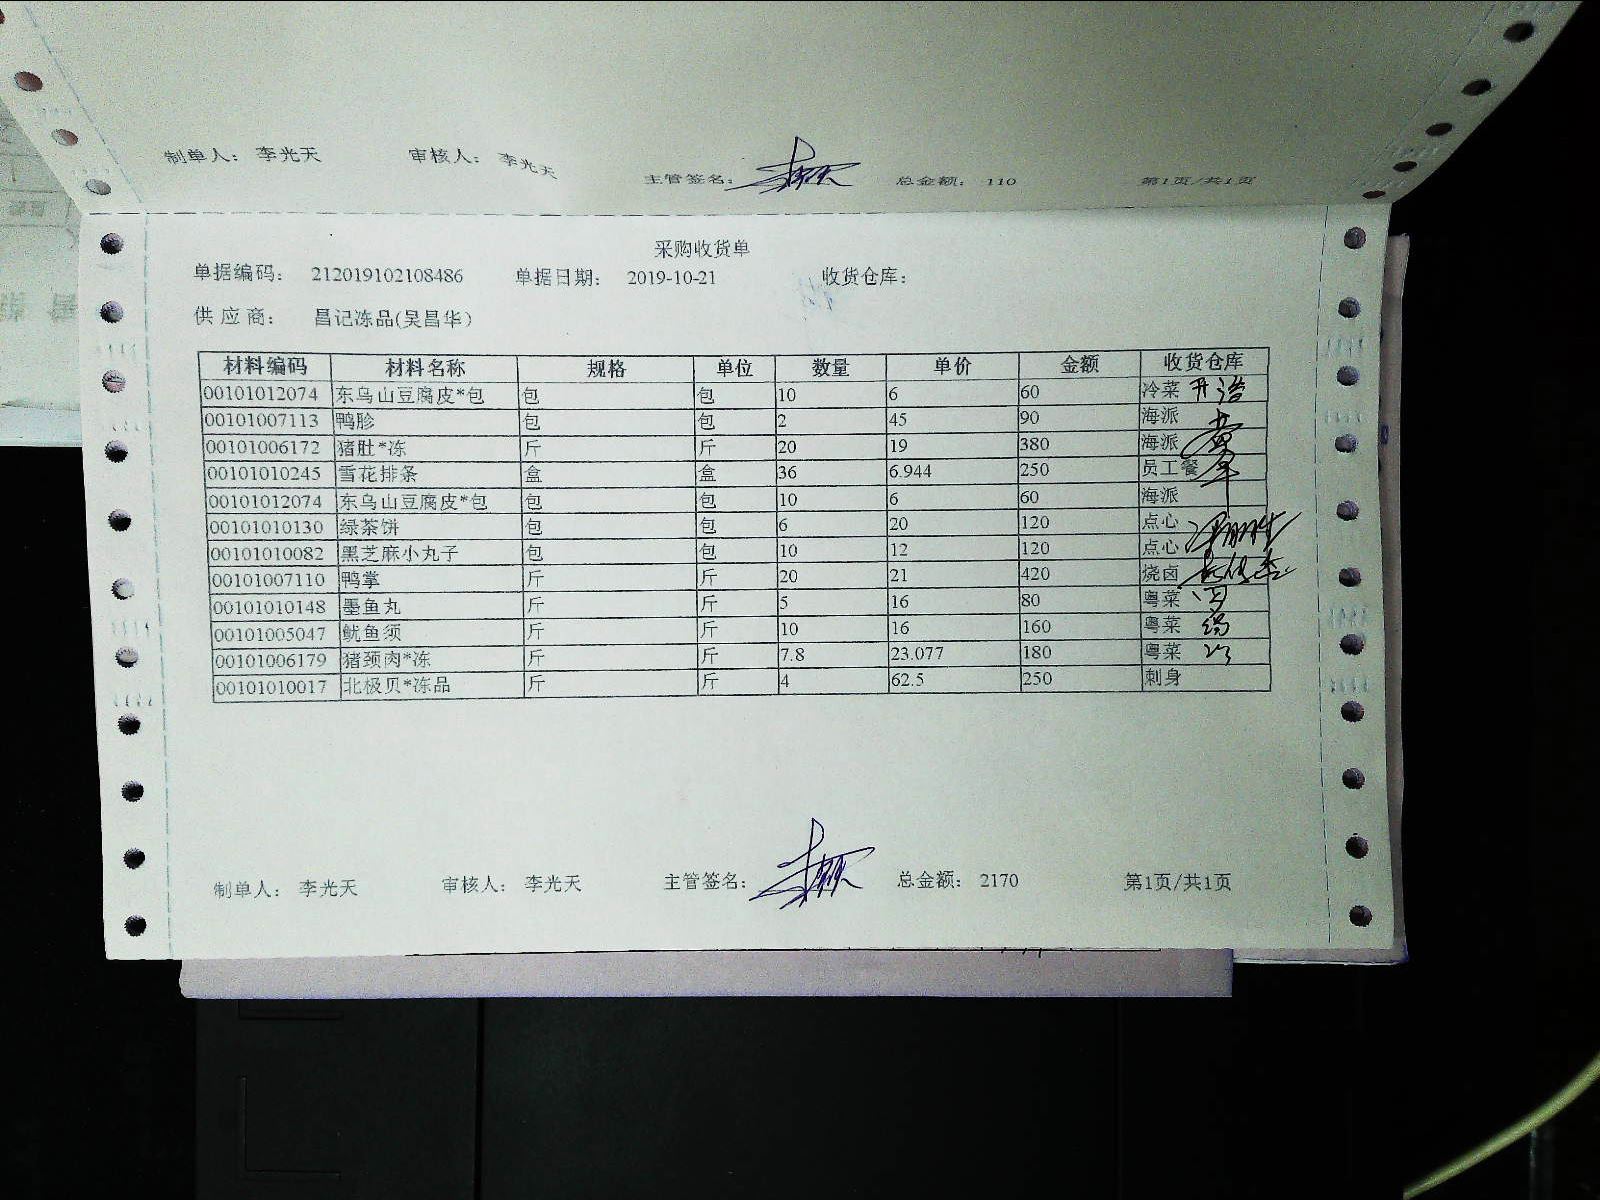 制单人: 李光天 审核人: 李光天 主管签名: 总金额: 110 第1页/共1页
采购收货单
单据编码: 212019102108486 单据日期: 2019-10-21 收货仓库:
供应商: 昌记冻品(吴昌华)
材料编码 材料名称 规格 单位 数量 单价 金额 收货仓库
00101012074 东乌山豆腐皮*包 包 包 10 6 60 冷菜
00101007113 鸭胗 包 包 2 45 90 海派
00101006172 猪肚*冻 斤 斤 20 19 380 海派
00101010245 雪花排条 盒 盒 36 6.944 250 员工餐
00101012074 东乌山豆腐皮*包 包 包 10 6 60 海派
00101010130 绿茶饼 包 包 6 20 120 点心
00101010082 黑芝麻小丸子 包 包 10 12 120 点心
00101007110 鸭掌 斤 斤 20 21 420 烧卤
00101010148 墨鱼丸 斤 斤 5 16 80 粤菜
00101005047 鱿鱼须 斤 斤 10 16 160 粤菜
00101006179 猪颈肉*冻 斤 斤 7.8 23.077 180 粤菜
00101010017 北极贝*冻品 斤 斤 4 62.5 250 刺身
制单人: 李光天 审核人: 李光天 主管签名: 总金额: 2170 第1页/共1页